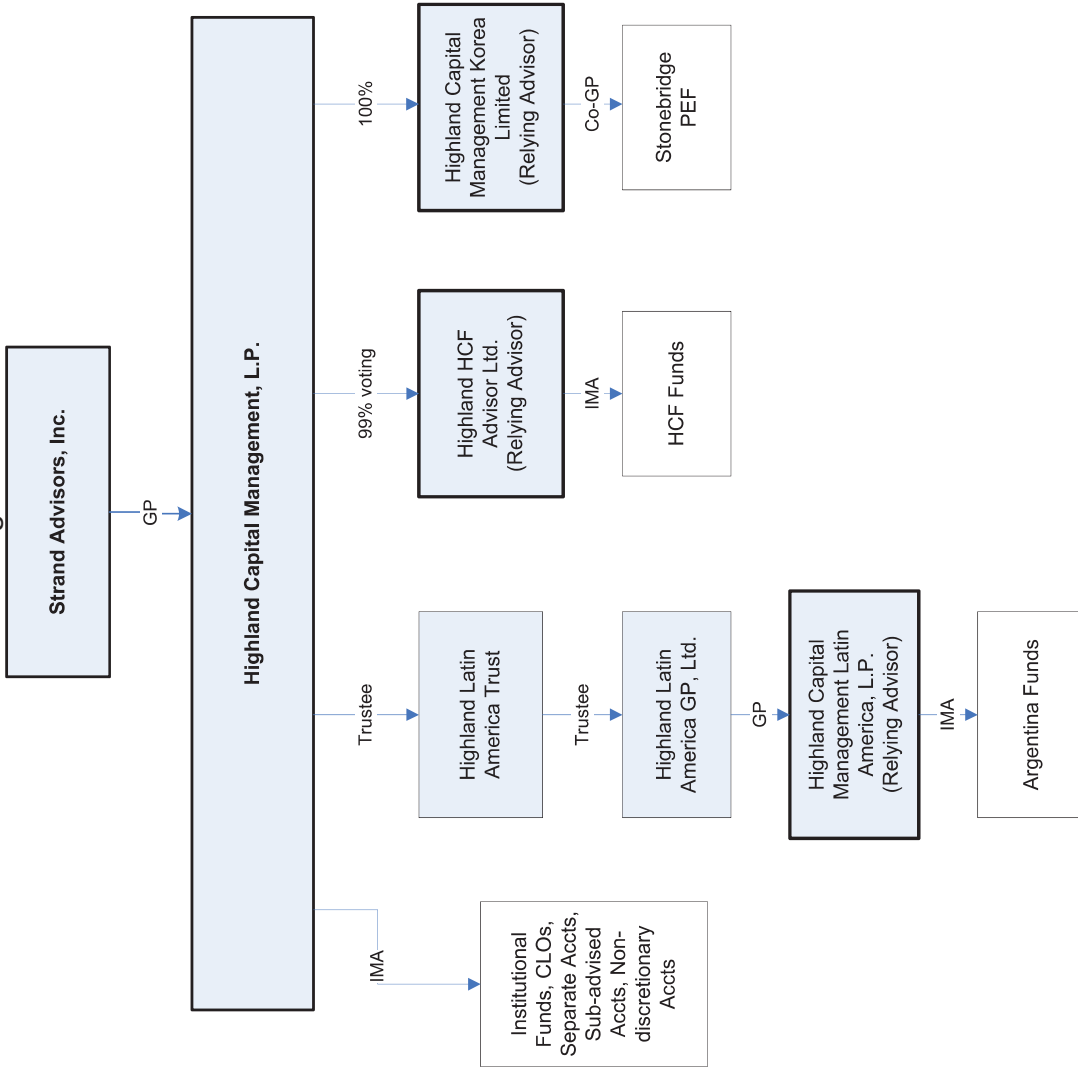 Strand Advisors, Inc.
GP
Highland Capital Management, L.P.
IMA
Trustee
99% voting
100%
Institutional
Funds, CLOs,
Separate Accts,
Sub-advised
Accts, Non-
discretionary
Accts
Highland Latin
America Trust
Trustee
Highland Latin
America GP, Ltd.
GP
Highland Capital
Management Latin
America, L.P.
(Relying Advisor)
IMA
Argentina Funds
Highland HCF
Advisor Ltd.
(Relying Advisor)
IMA
HCF Funds
Highland Capital
Management Korea
Limited
(Relying Advisor)
Co-GP
Stonebridge
PEF